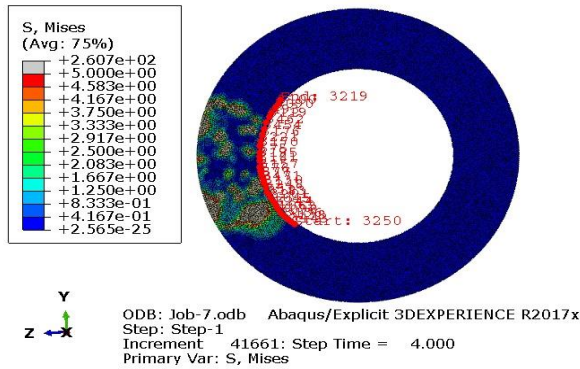 S, Mises
(Avg: 75%)
+2.607e+02
+5.000e+00
+4.583e+00
+4.167e+00
+3.750e+00
+3.333e+00
+2.917e+00
+2.500e+00
+2.083e+00
+1.667e+00
+1.250e+00
+8.333e-01
+4.167e-01
+2.565e-25
End: 3219
Start: 3250
Y
Z
X
ODB: Job-7.odb Abaqus/Explicit 3DEXPERIENCE R2017x
Step: Step-1
Increment 41661: Step Time = 4.000
Primary Var: S, Mises